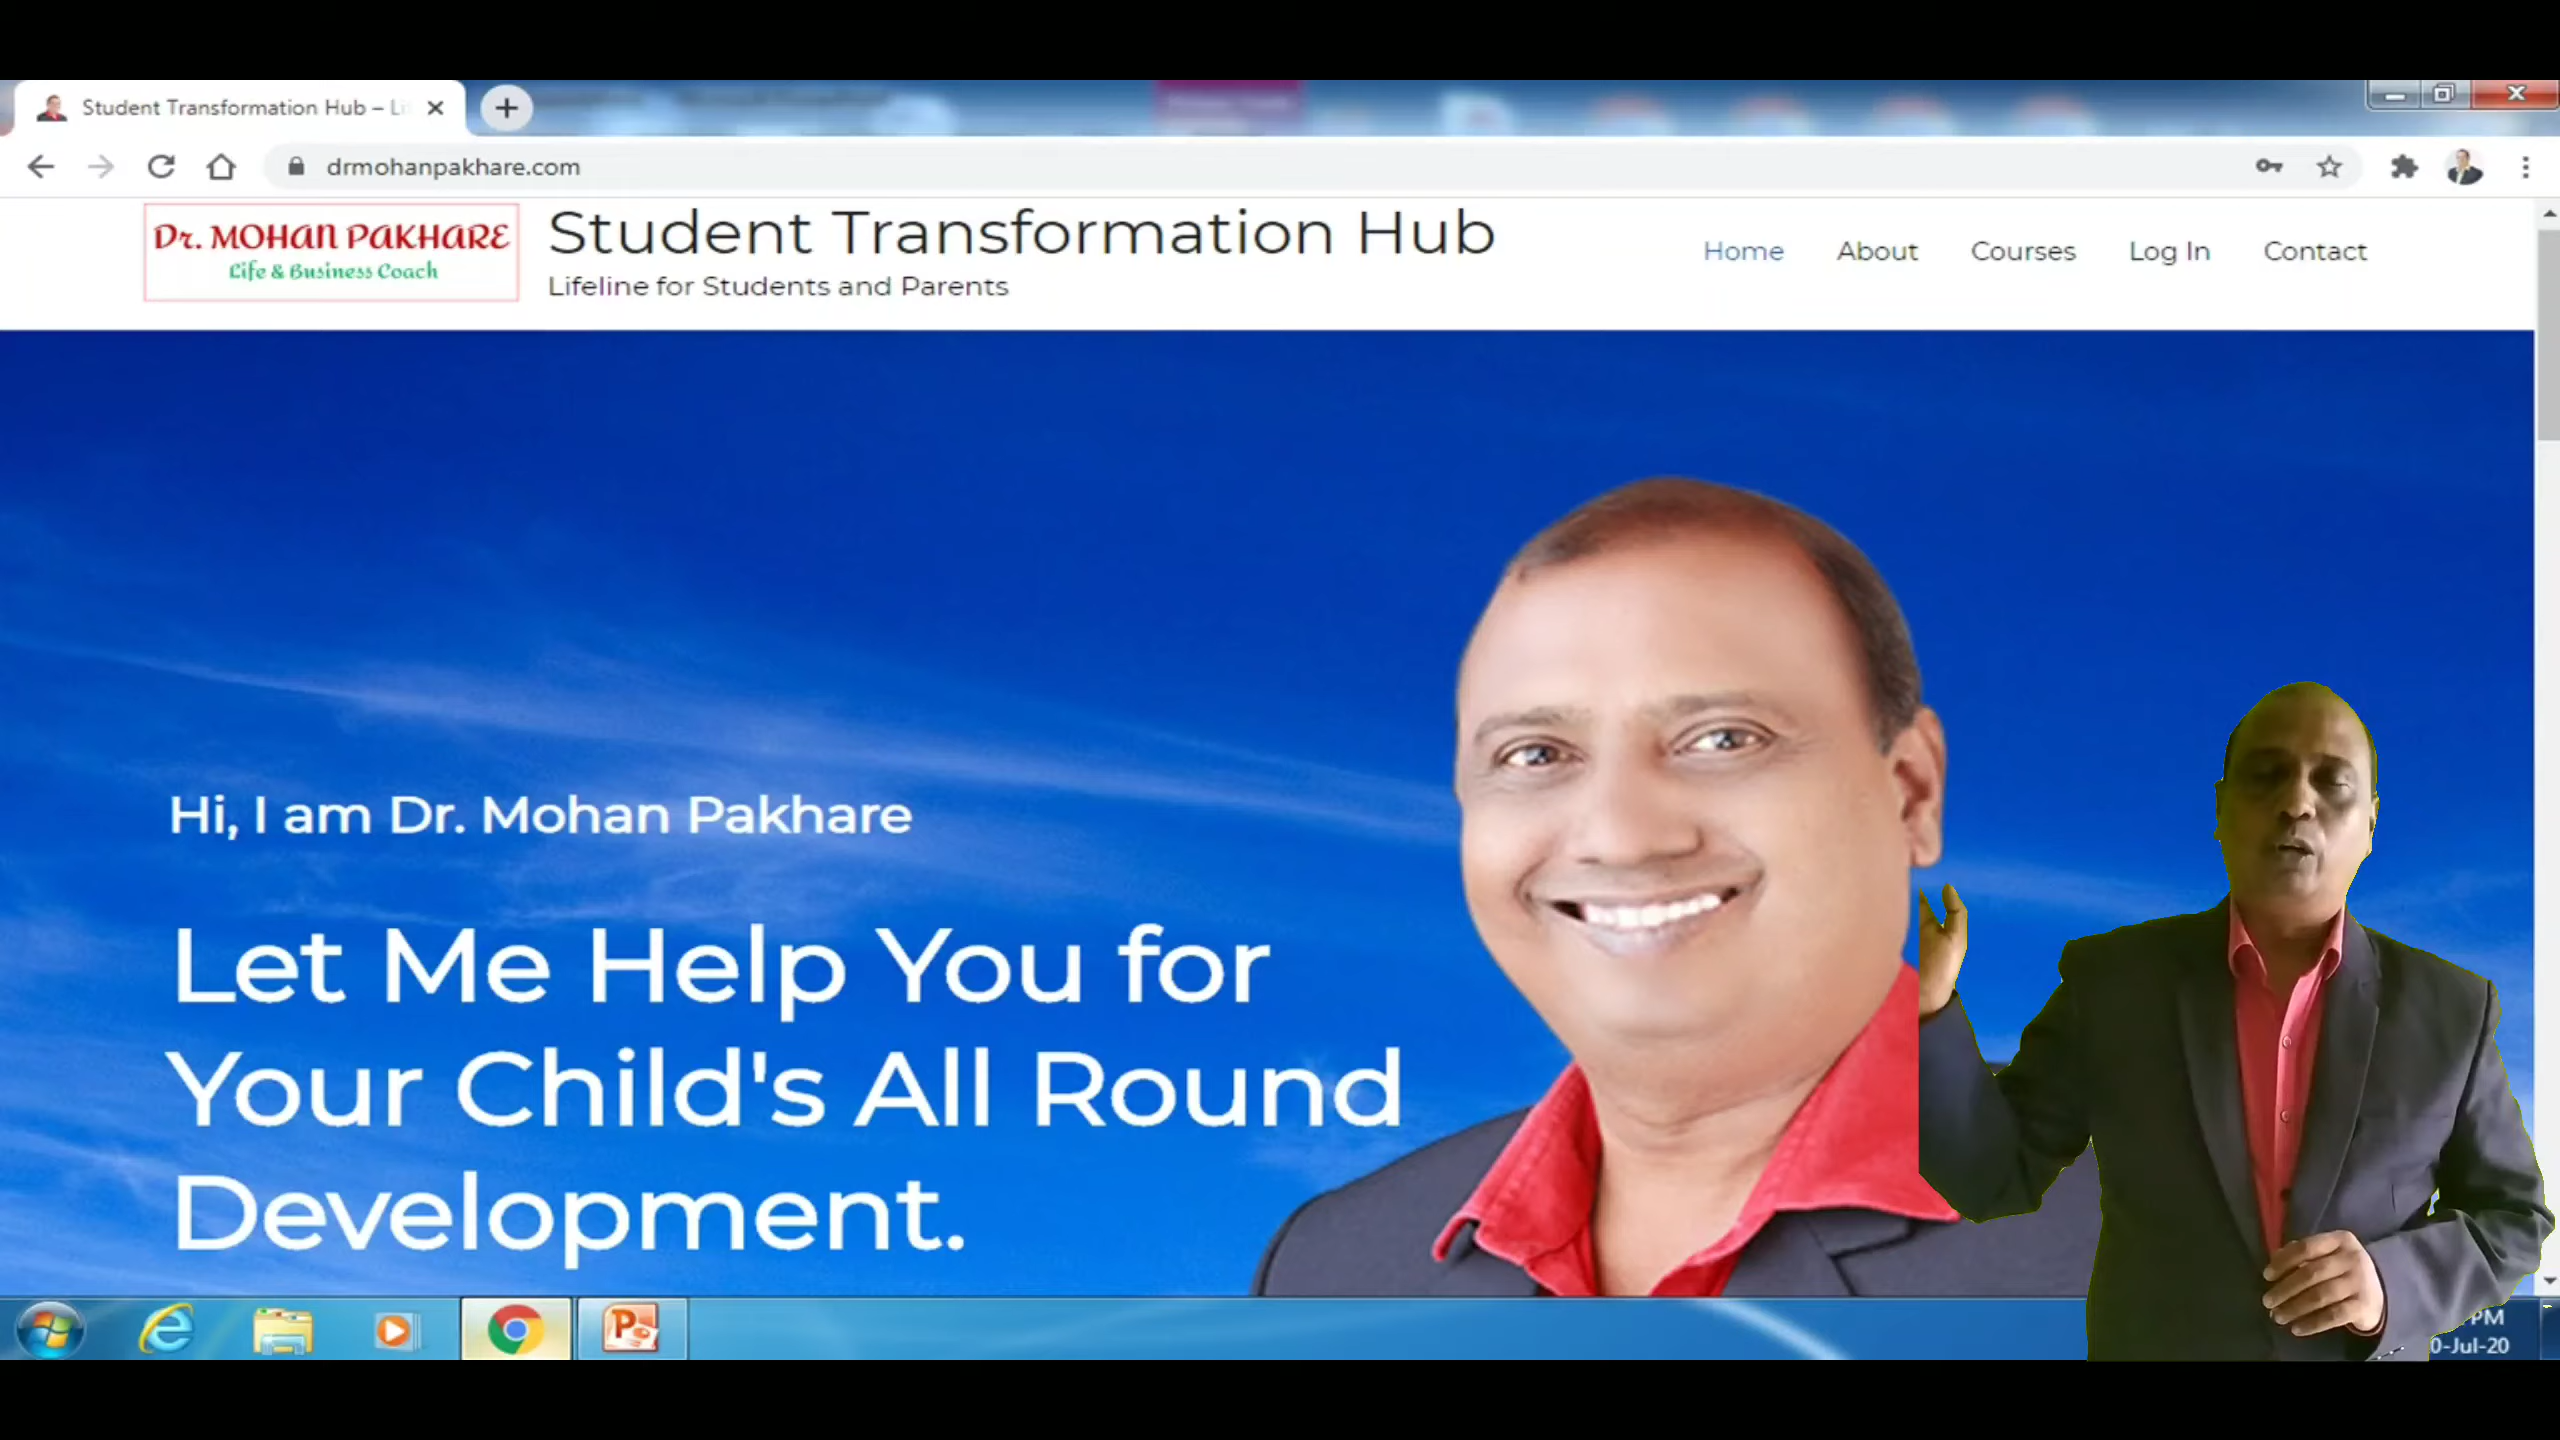 Student Transformation Hub – Li
drmohanpakhare.com
Dr. MOHAN PAKHARE
Life & Business Coach
Student Transformation Hub
Lifeline for Students and Parents
Home About Courses Log In Contact
Hi, I am Dr. Mohan Pakhare
Let Me Help You for
Your Child's All Round
Development.
PM
0-Jul-20